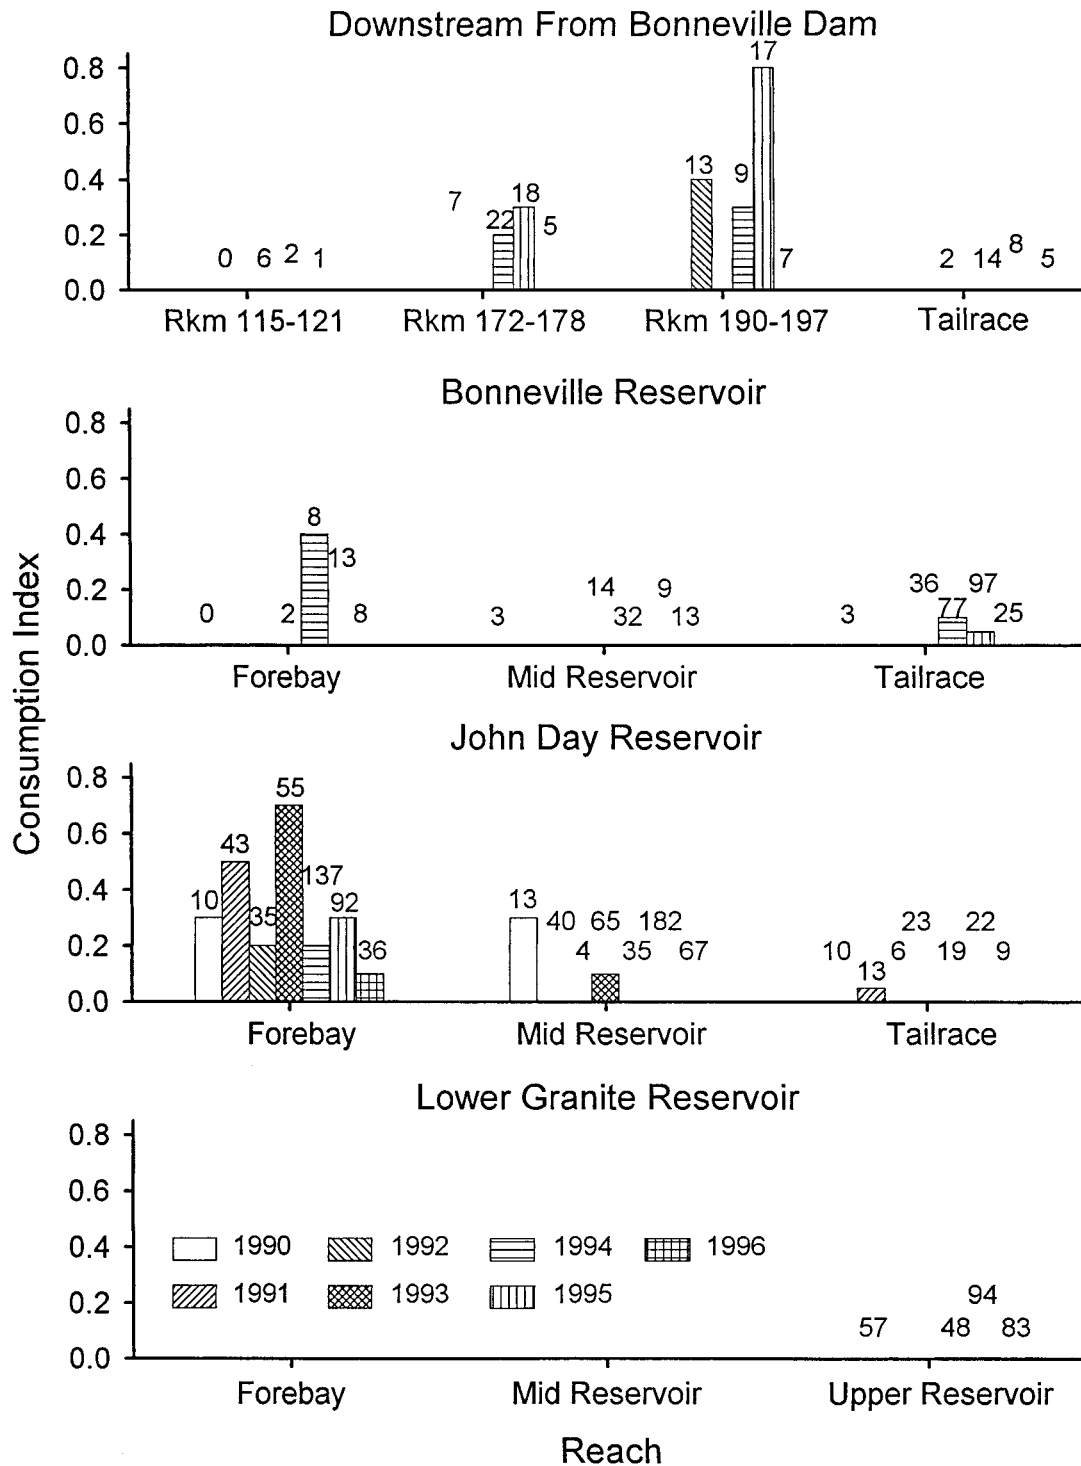 Downstream From Bonneville Dam
17
0.8
0.6
13
9
0.4
7
22
18
5
0.2
0 6 2 1
7
2 14 8 5
0.0
Rkm 115-121 Rkm 172-178 Rkm 190-197 Tailrace
Bonneville Reservoir
0.8
0.6
8
0.4
13
14 9
36 97
0.2
0 2 8
3 32 13
3 77 25
0.0
Forebay Mid Reservoir Tailrace
Consumption Index
John Day Reservoir
0.8
55
0.6
43
0.4
137
10 35 92
13
40 65 182
23 22
0.2
36
4 35 67
10 6 19 9
13
0.0
Forebay Mid Reservoir Tailrace
Lower Granite Reservoir
0.8
0.6
0.4
1990 1992 1994 1996
1991 1993 1995
94
0.2
57 48 83
0.0
Forebay Mid Reservoir Upper Reservoir
Reach